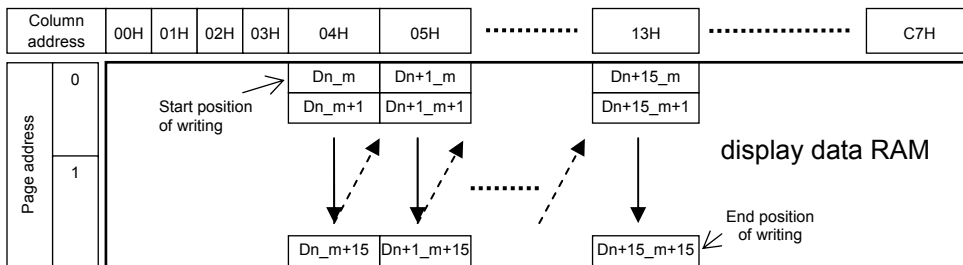 Column address 00H 01H 02H 03H 04H 05H 13H C7H
Page address
0 Dn_m Dn+1_m Dn+15_m
Start position of writing
Dn_m+1 Dn+1_m+1 Dn+15_m+1
display data RAM
1
End position of writing
Dn_m+15 Dn+1_m+15 Dn+15_m+15